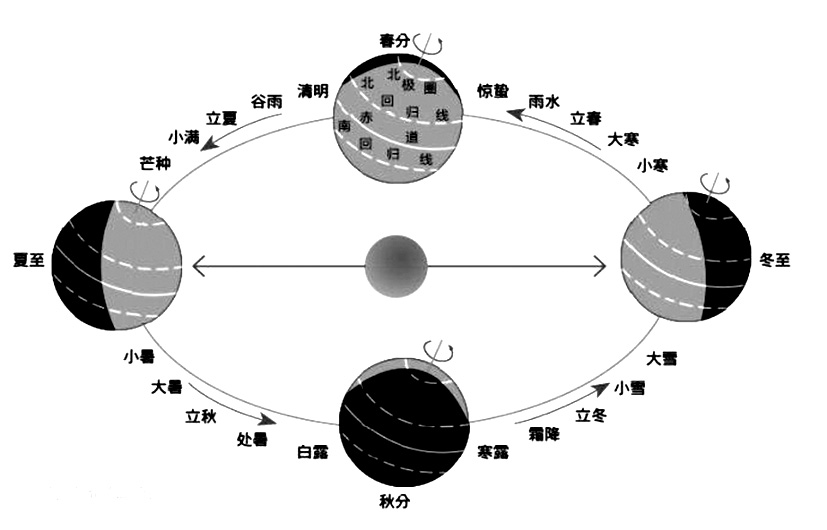 春分
北极圈
北回归线
赤道
南回归线
清明
谷雨
立夏
小满
芒种
夏至
小暑
大暑
立秋
处暑
白露
秋分
寒露
霜降
立冬
小雪
大雪
冬至
小寒
大寒
立春
雨水
惊蛰